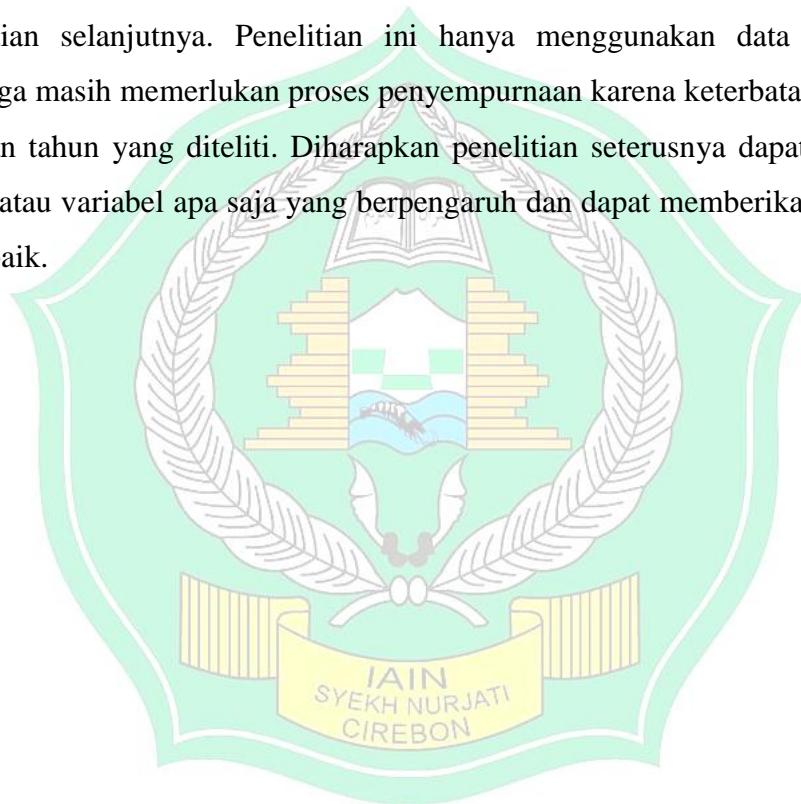 ian selanjutnya. Penelitian ini hanya menggunakan data
ga masih memerlukan proses penyempurnaan karena keterbata
n tahun yang diteliti. Diharapkan penelitian seterusnya dapat
atau variabel apa saja yang berpengaruh dan dapat memberika
aik.
IAIN
SYEKH NURJATI
CIREBON